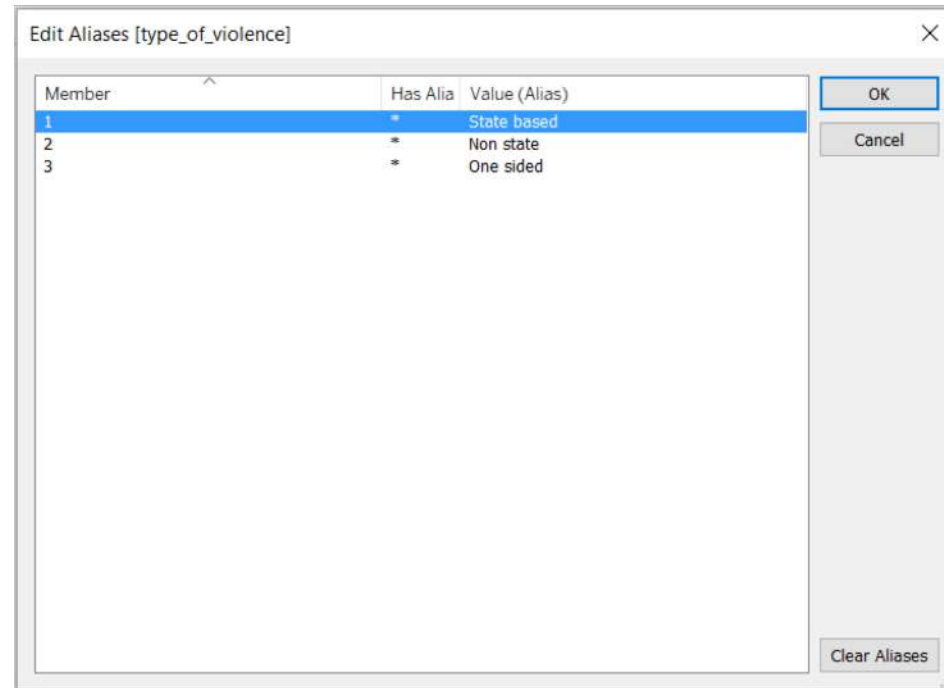 Edit Aliases [type_of_violence]
Member Has Alia Value (Alias)
1 * State based
2 * Non state
3 * One sided
OK
Cancel
Clear Aliases